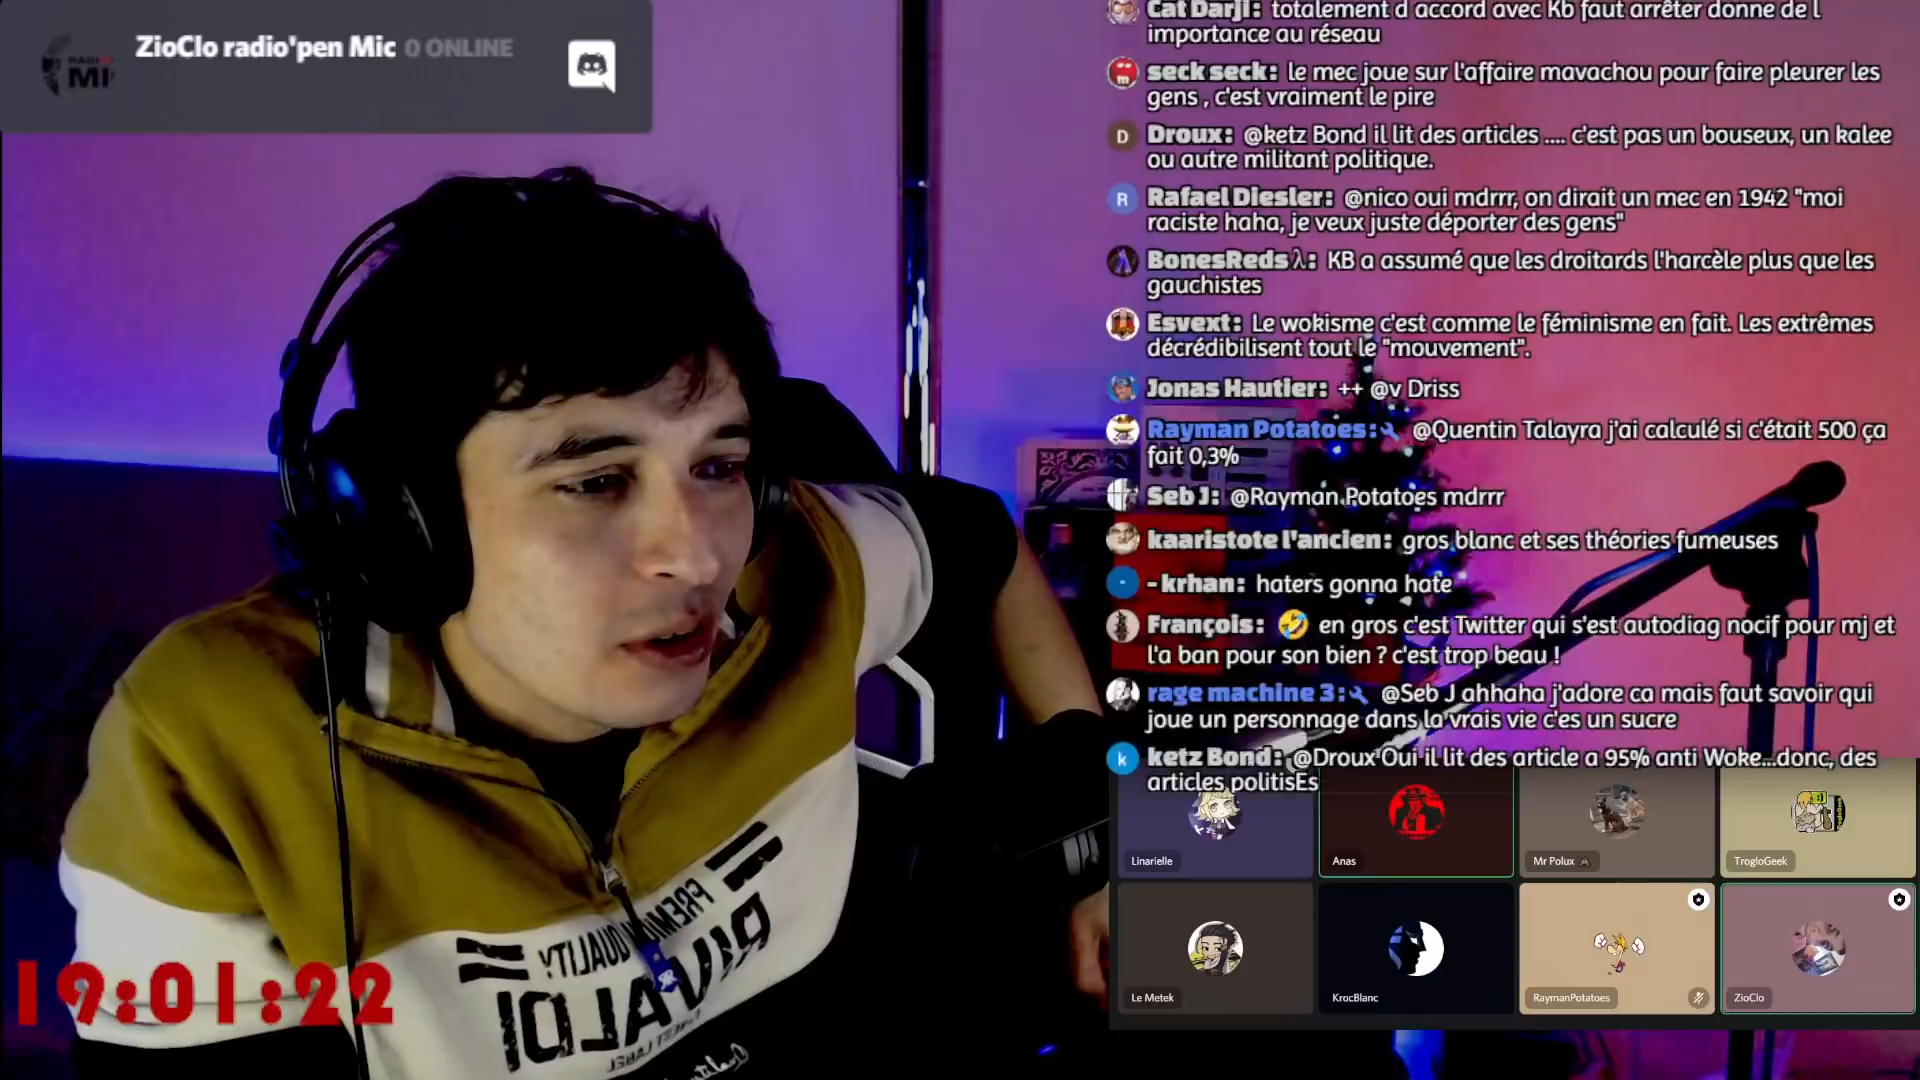 ZioClo radio'pen Mic 0 ONLINE
MI
Cat Darji: totalement d accord avec Kb faut arrêter donne de l
importance au réseau
seck seck: le mec joue sur l'affaire mavachou pour faire pleurer les
gens , c'est vraiment le pire
D Droux: @ketz Bond il lit des articles .... c'est pas un bouseux, un kalee
ou autre militant politique.
R Rafael Diesler: @nico oui mdrrr, on dirait un mec en 1942 "moi
raciste haha, je veux juste déporter des gens"
BonesReds λ: KB a assumé que les droitards l'harcèle plus que les
gauchistes
Esvext: Le wokisme c'est comme le féminisme en fait. Les extrêmes
décrédibilisent tout le "mouvement".
Jonas Hautier: ++ @v Driss
Rayman Potatoes: @Quentin Talayra j'ai calculé si c'était 500 ça
fait 0,3%
Seb J: @Rayman Potatoes mdrrr
kaaristote l'ancien: gros blanc et ses théories fumeuses
- - krhan: haters gonna hate
François: 🤣 en gros c'est Twitter qui s'est autodiag nocif pour mj et
l'a ban pour son bien ? c'est trop beau !
rage machine 3: @Seb J ahhaha j'adore ca mais faut savoir qui
joue un personnage dans la vrais vie c'es un sucre
k ketz Bond: @Droux Oui il lit des article a 95% anti Woke...donc, des
articles politisEs
Linarielle
Anas
Mr Polux
TrogloGeek
Le Metek
KrocBlanc
RaymanPotatoes
ZioClo
PREMIUM QUALITY
RIVALDI
19:01:22